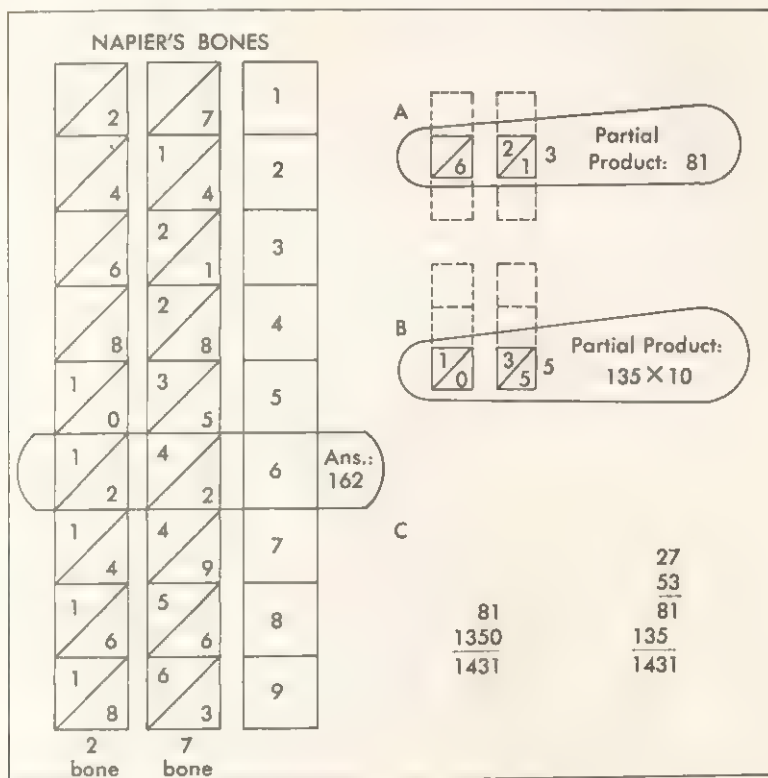 NAPIER'S BONES
2 7 1
4 1 4 2
6 2 1 3
8 2 8 4
1 0 3 5 5
1 2 4 2 6 Ans.:
162
1 4 4 9 7
1 6 5 6 8
1 8 6 3 9
2 7
bone bone
A
6 2 1 3
Partial
Product: 81
B
1 0 3 5 5
Partial Product:
135 × 10
C
81
1350
1431
27
53
81
135
1431